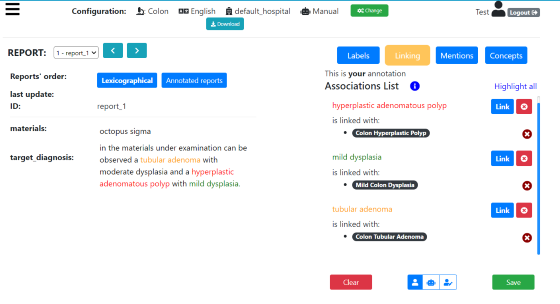 Configuration: Colon English default_hospital Manual Change Test Logout
Download
REPORT: 1 - report_1
Labels Linking Mentions Concepts
Reports' order: Lexicographical Annotated reports
last update:
ID: report_1
materials: octopus sigma
target_diagnosis: in the materials under examination can be
observed a tubular adenoma with
moderate dysplasia and a hyperplastic
adenomatous polyp with mild dysplasia.
This is your annotation
Associations List Highlight all
hyperplastic adenomatous polyp Link
is linked with:
Colon Hyperplastic Polyp
mild dysplasia Link
is linked with:
Mild Colon Dysplasia
tubular adenoma Link
is linked with:
Colon Tubular Adenoma
Clear Save